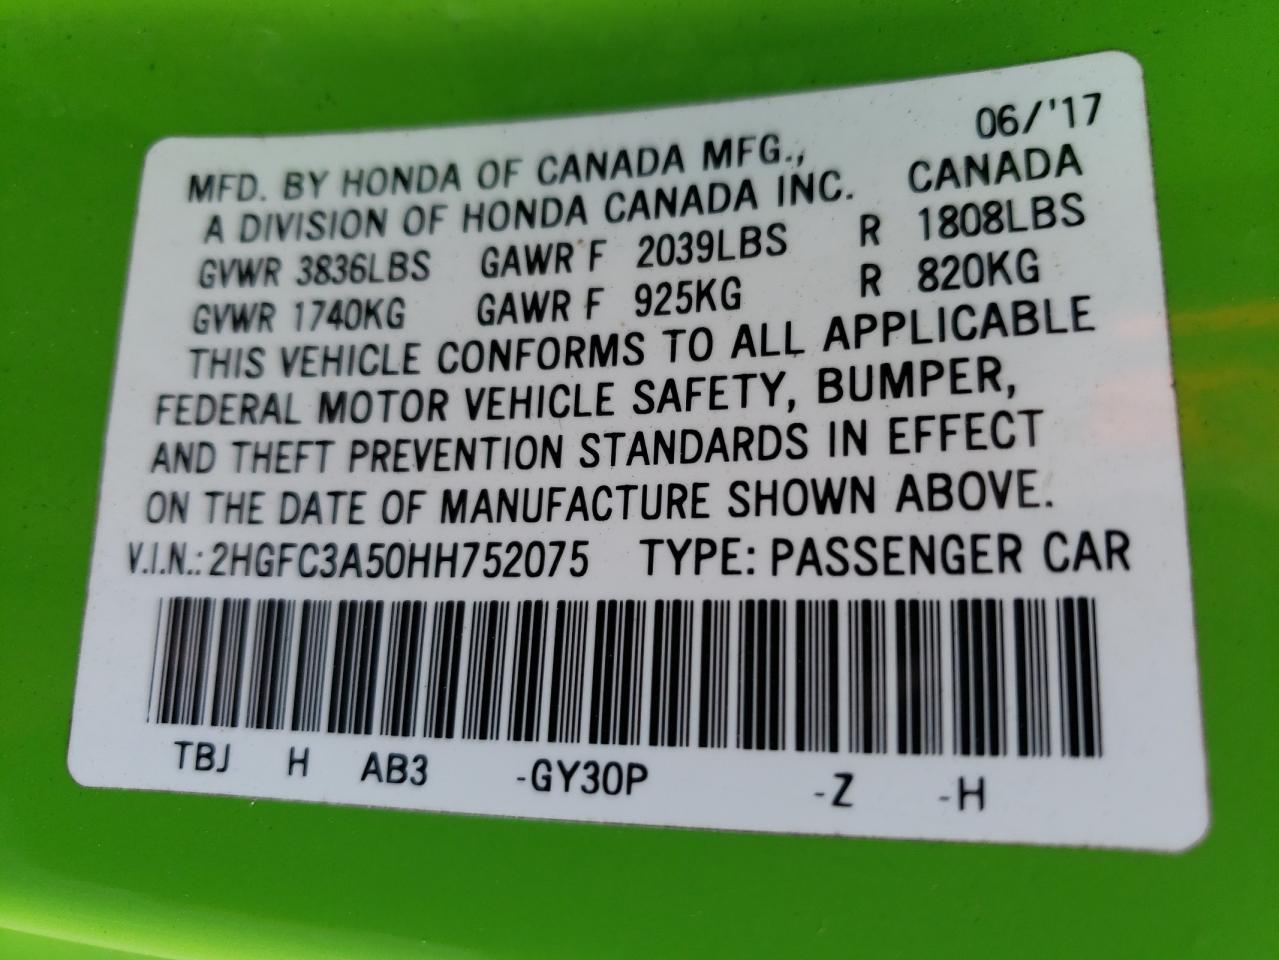 06/'17
MFD. BY HONDA OF CANADA MFG.,
A DIVISION OF HONDA CANADA INC. CANADA
GVWR 3836LBS GAWR F 2039LBS R 1808LBS
GVWR 1740KG GAWR F 925KG R 820KG
THIS VEHICLE CONFORMS TO ALL APPLICABLE
FEDERAL MOTOR VEHICLE SAFETY, BUMPER,
AND THEFT PREVENTION STANDARDS IN EFFECT
ON THE DATE OF MANUFACTURE SHOWN ABOVE.
V.I.N.: 2HGFC3A50HH752075 TYPE: PASSENGER CAR
TBJ H AB3 -GY30P -Z -H